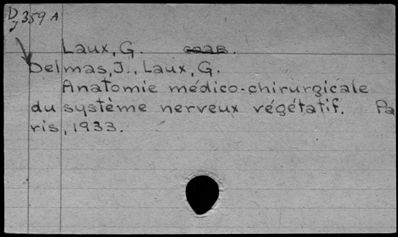 D, 359 A
Laux, G.
Delmas, J., Laux, G.
Anatomie médico-chirurgicale
du système nerveux végétatif. Pa
ris, 1933.